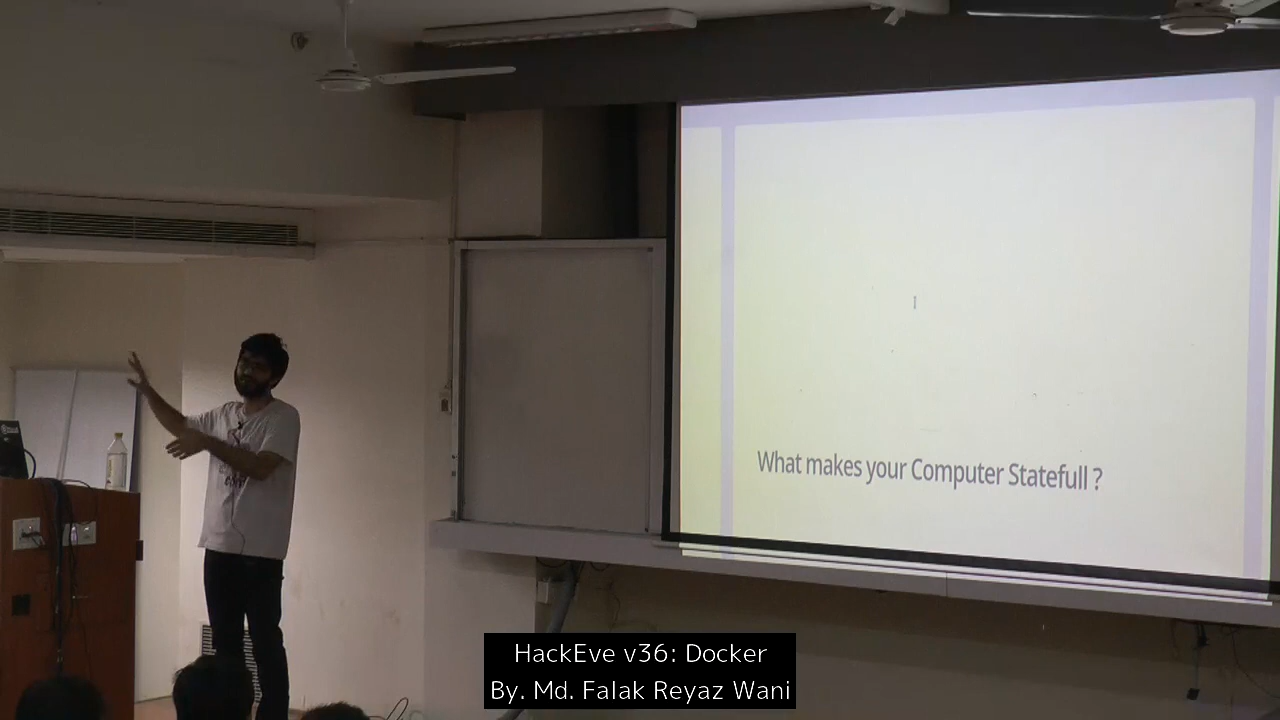 What makes your Computer Statefull ?
HackEve v36: Docker
By. Md. Falak Reyaz Wani